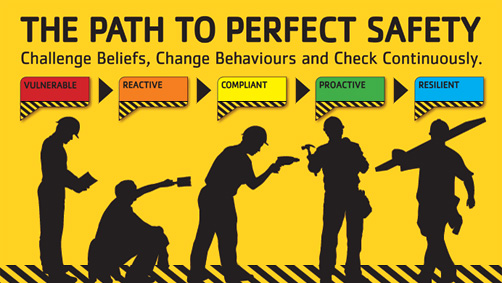 THE PATH TO PERFECT SAFETY
Challenge Beliefs, Change Behaviours and Check Continuously.
VULNERABLE
REACTIVE
COMPLIANT
PROACTIVE
RESILIENT